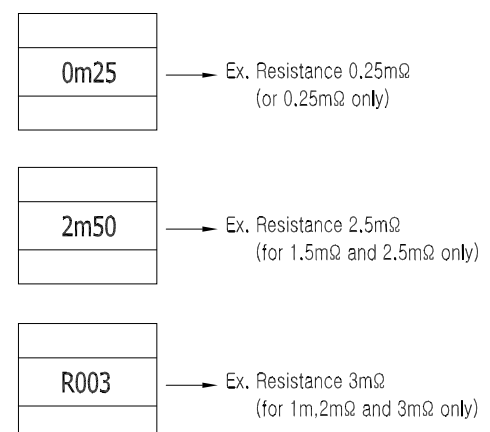 0m25
Ex. Resistance 0.25mΩ
(or 0.25mΩ only)
2m50
Ex. Resistance 2.5mΩ
(for 1.5mΩ and 2.5mΩ only)
R003
Ex. Resistance 3mΩ
(for 1m,2mΩ and 3mΩ only)